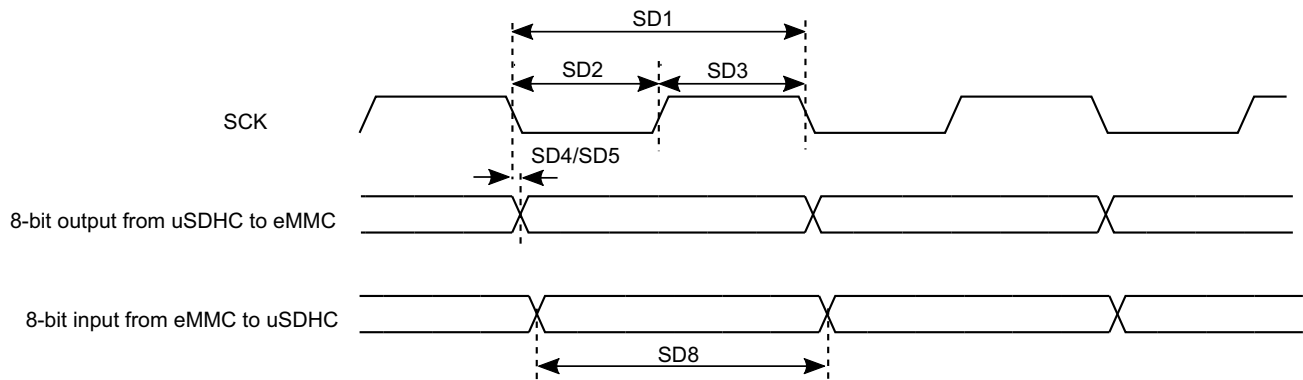 SD1
SD2
SD3
SCK
SD4/SD5
8-bit output from uSDHC to eMMC
8-bit input from eMMC to uSDHC
SD8